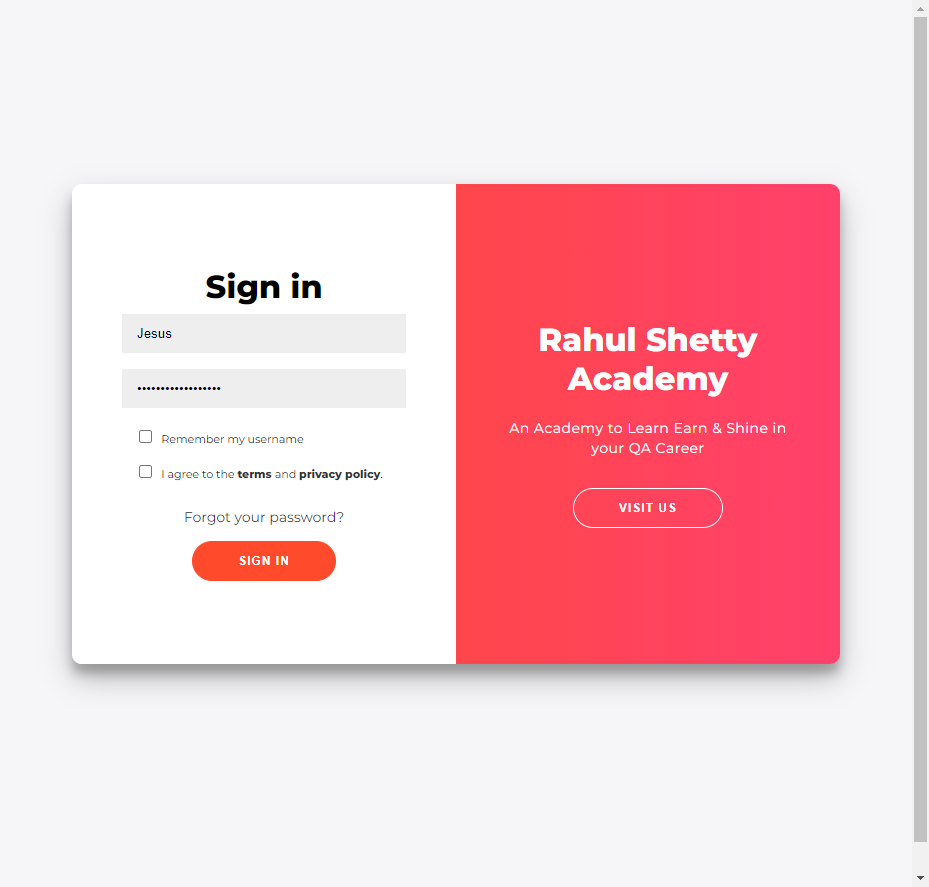 Sign in
Jesus
••••••••••••••••••
Remember my username
I agree to the terms and privacy policy.
Forgot your password?
SIGN IN
Rahul Shetty
Academy
An Academy to Learn Earn & Shine in
your QA Career
VISIT US